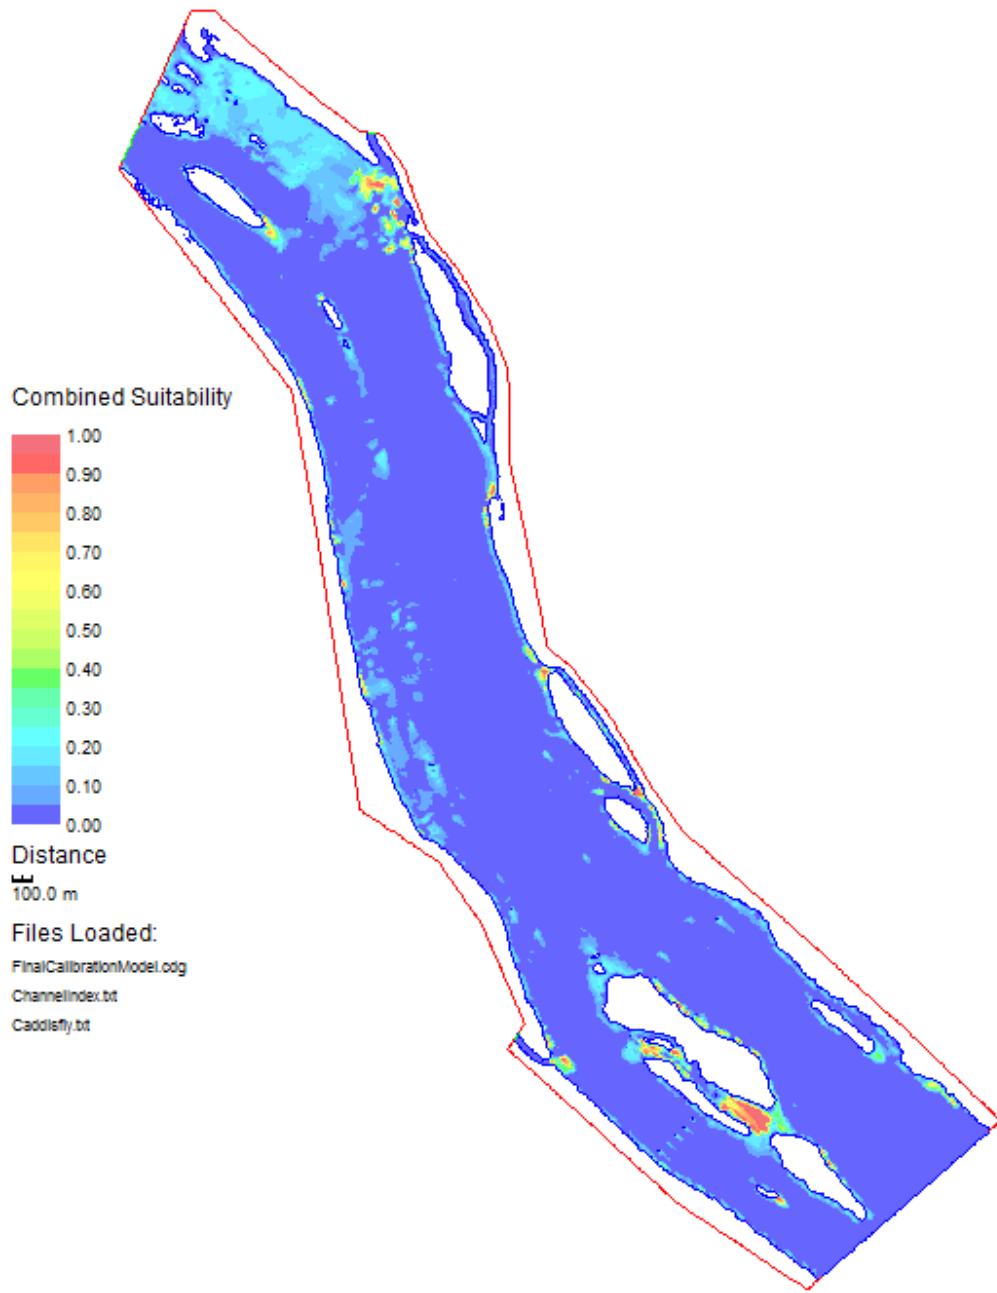 Combined Suitability
1.00
0.90
0.80
0.70
0.60
0.50
0.40
0.30
0.20
0.10
0.00
Distance
100.0 m
Files Loaded:
FinalCalibrationModel.cdg
ChannelIndex.txt
Caddisfly.txt